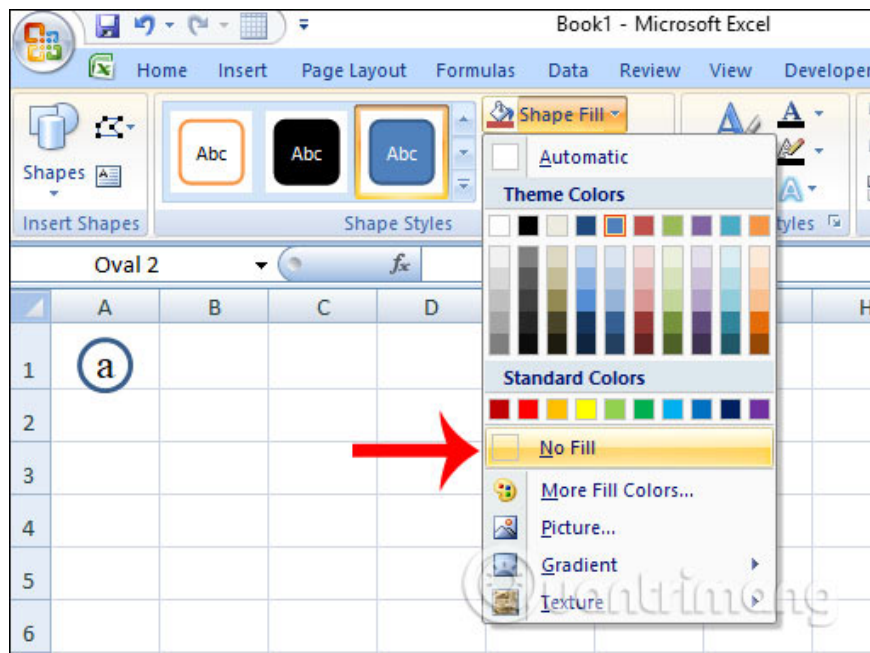 Book1 - Microsoft Excel
Home Insert Page Layout Formulas Data Review View Developer
Shapes
Abc Abc Abc
Shape Fill
A
Insert Shapes
Shape Styles
tyles
Oval 2
fx
A B C D H
1 a
2
3
4
5
6
Automatic
Theme Colors
Standard Colors
No Fill
More Fill Colors...
Picture...
Gradient
Texture
uantrimang